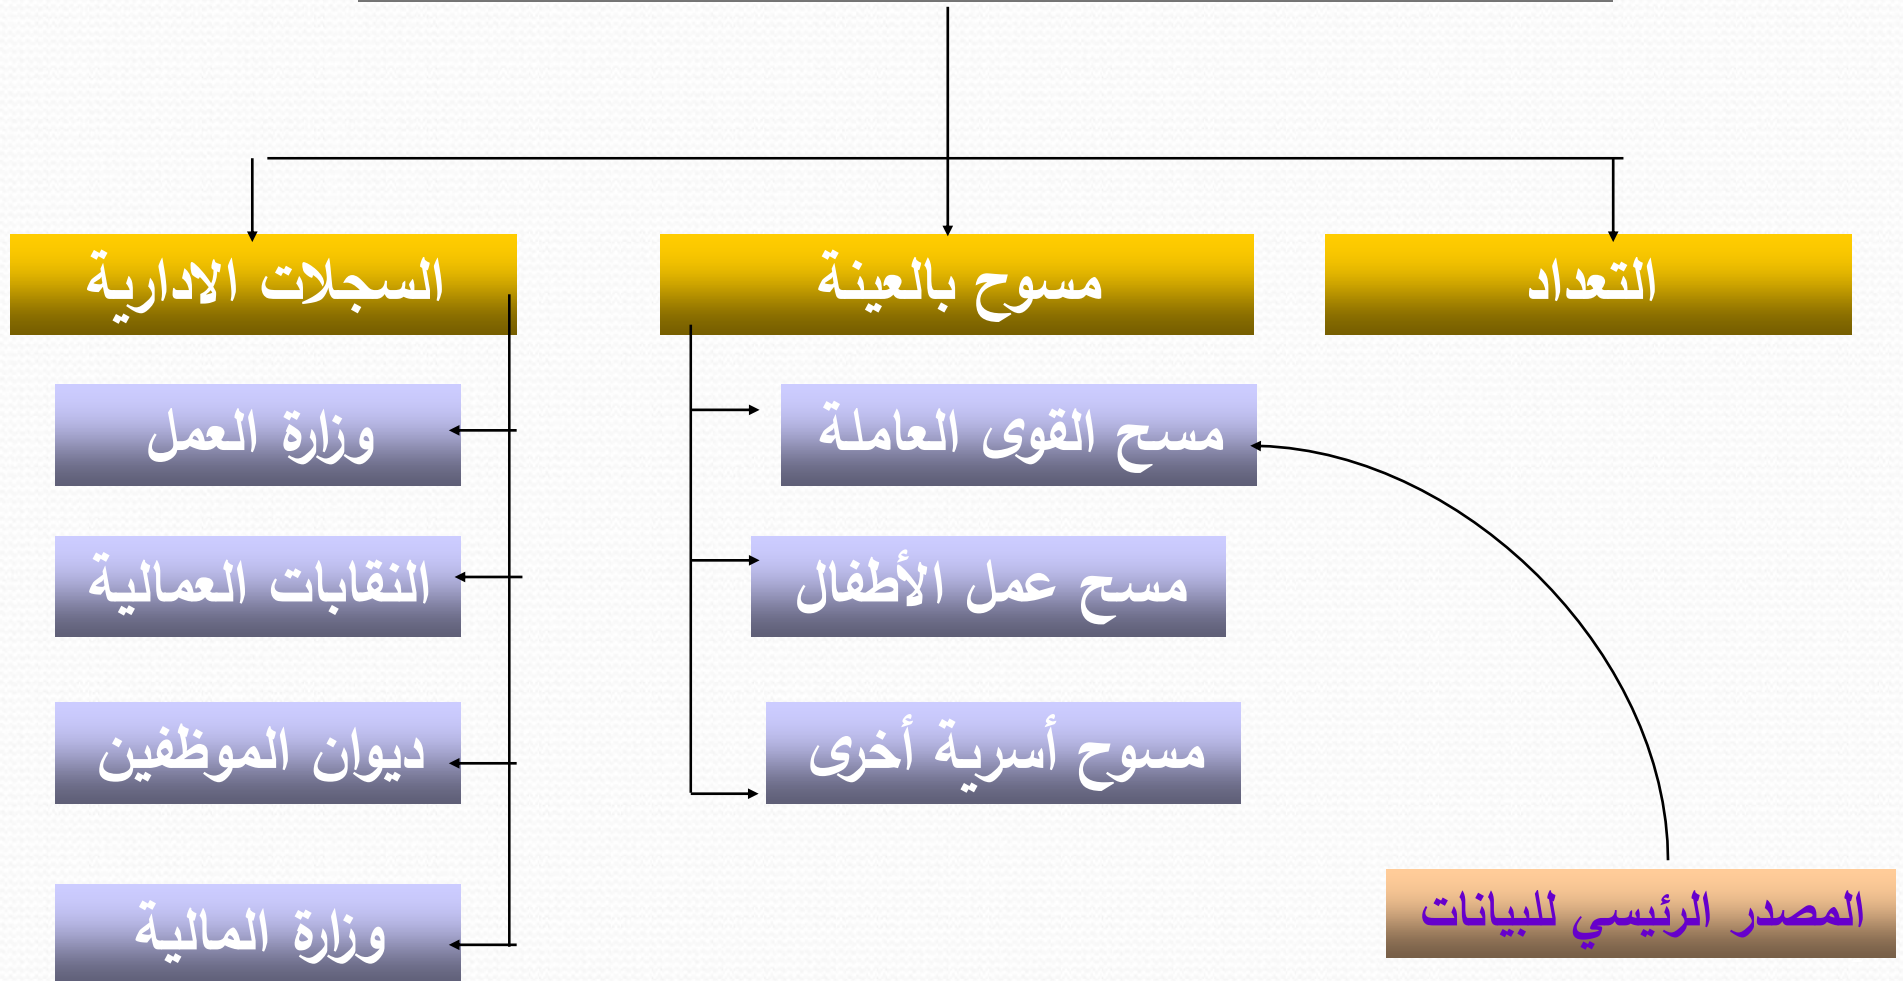 التعداد
مسوح بالعينة
السجلات الادارية
مسح القوى العاملة
مسح عمل الأطفال
مسوح أسرية أخرى
وزارة العمل
النقابات العمالية
ديوان الموظفين
وزارة المالية
المصدر الرئيسي للبيانات